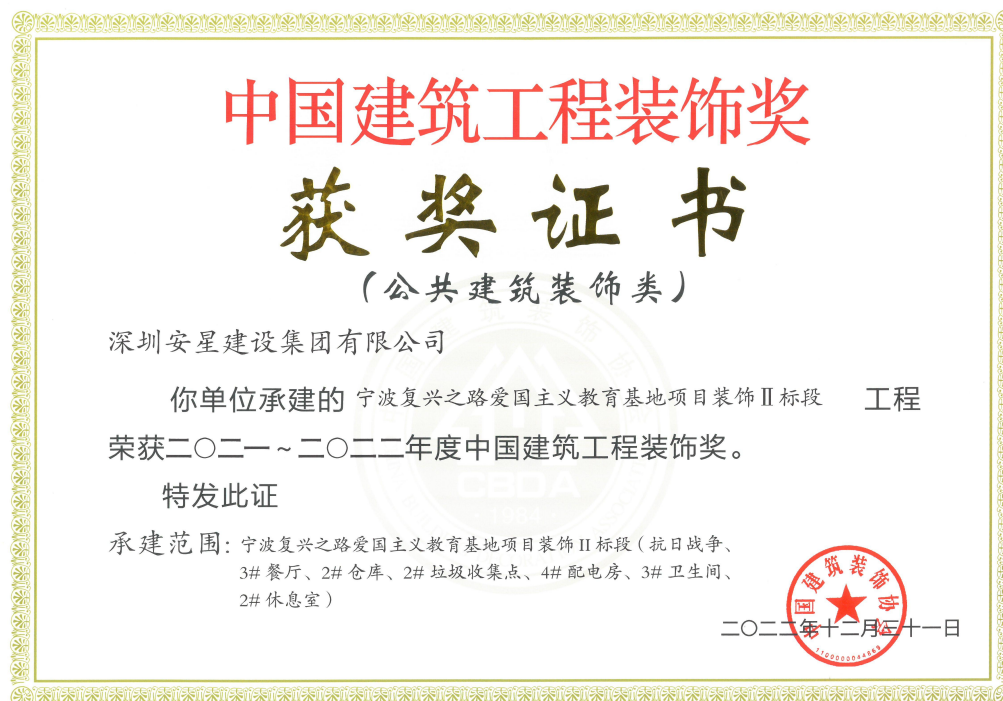 中国建筑工程装饰奖
获奖证书
（公共建筑装饰类）
深圳安星建设集团有限公司
你单位承建的 宁波复兴之路爱国主义教育基地项目装饰Ⅱ标段 工程
荣获二〇二一～二〇二二年度中国建筑工程装饰奖。
特发此证
CBDA
1984
承建范围：宁波复兴之路爱国主义教育基地项目装饰Ⅱ标段（抗日战争、
3# 餐厅、2# 仓库、2# 垃圾收集点、4# 配电房、3# 卫生间、
2# 休息室）
中国建筑装饰协会
二〇二二年十二月三十一日